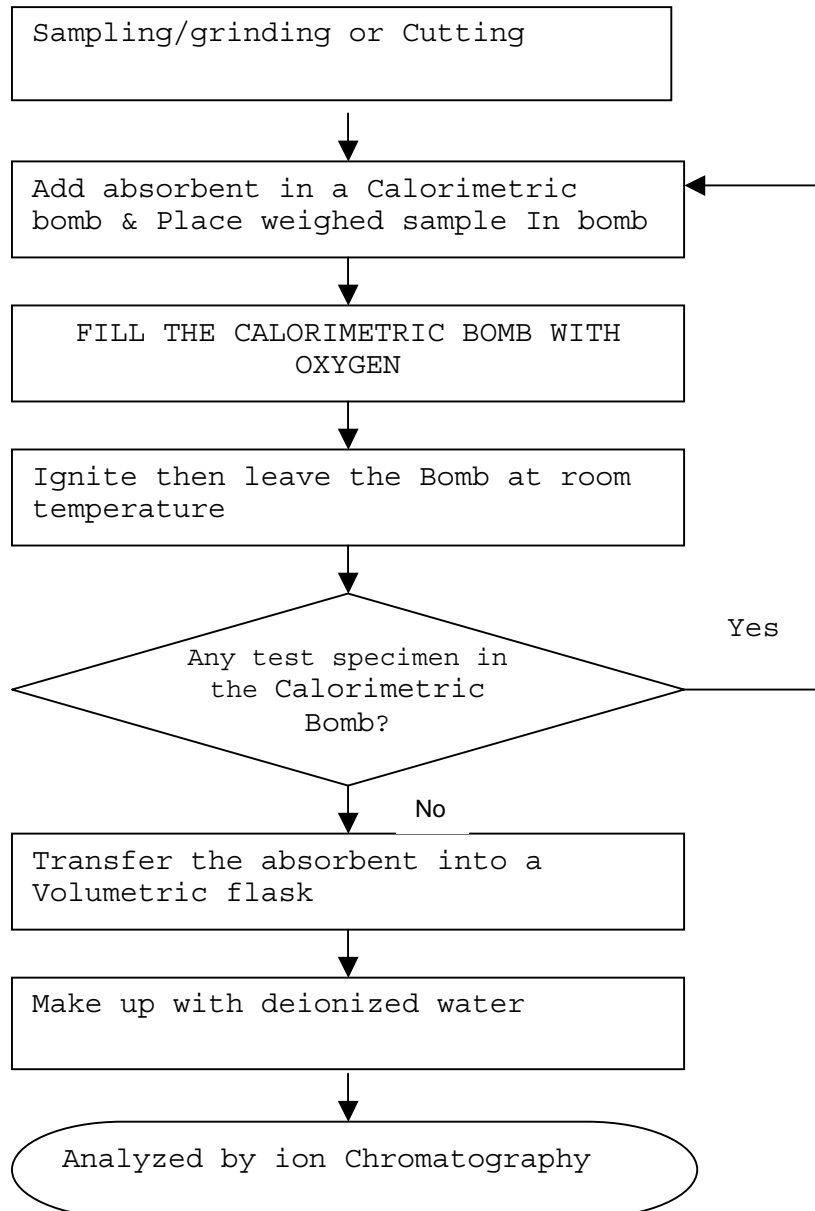 Sampling/grinding or Cutting
Add absorbent in a Calorimetric
bomb & Place weighed sample In bomb
FILL THE CALORIMETRIC BOMB WITH
OXYGEN
Ignite then leave the Bomb at room
temperature
Yes
Any test specimen in
the Calorimetric
Bomb?
No
Transfer the absorbent into a
Volumetric flask
Make up with deionized water
Analyzed by ion Chromatography